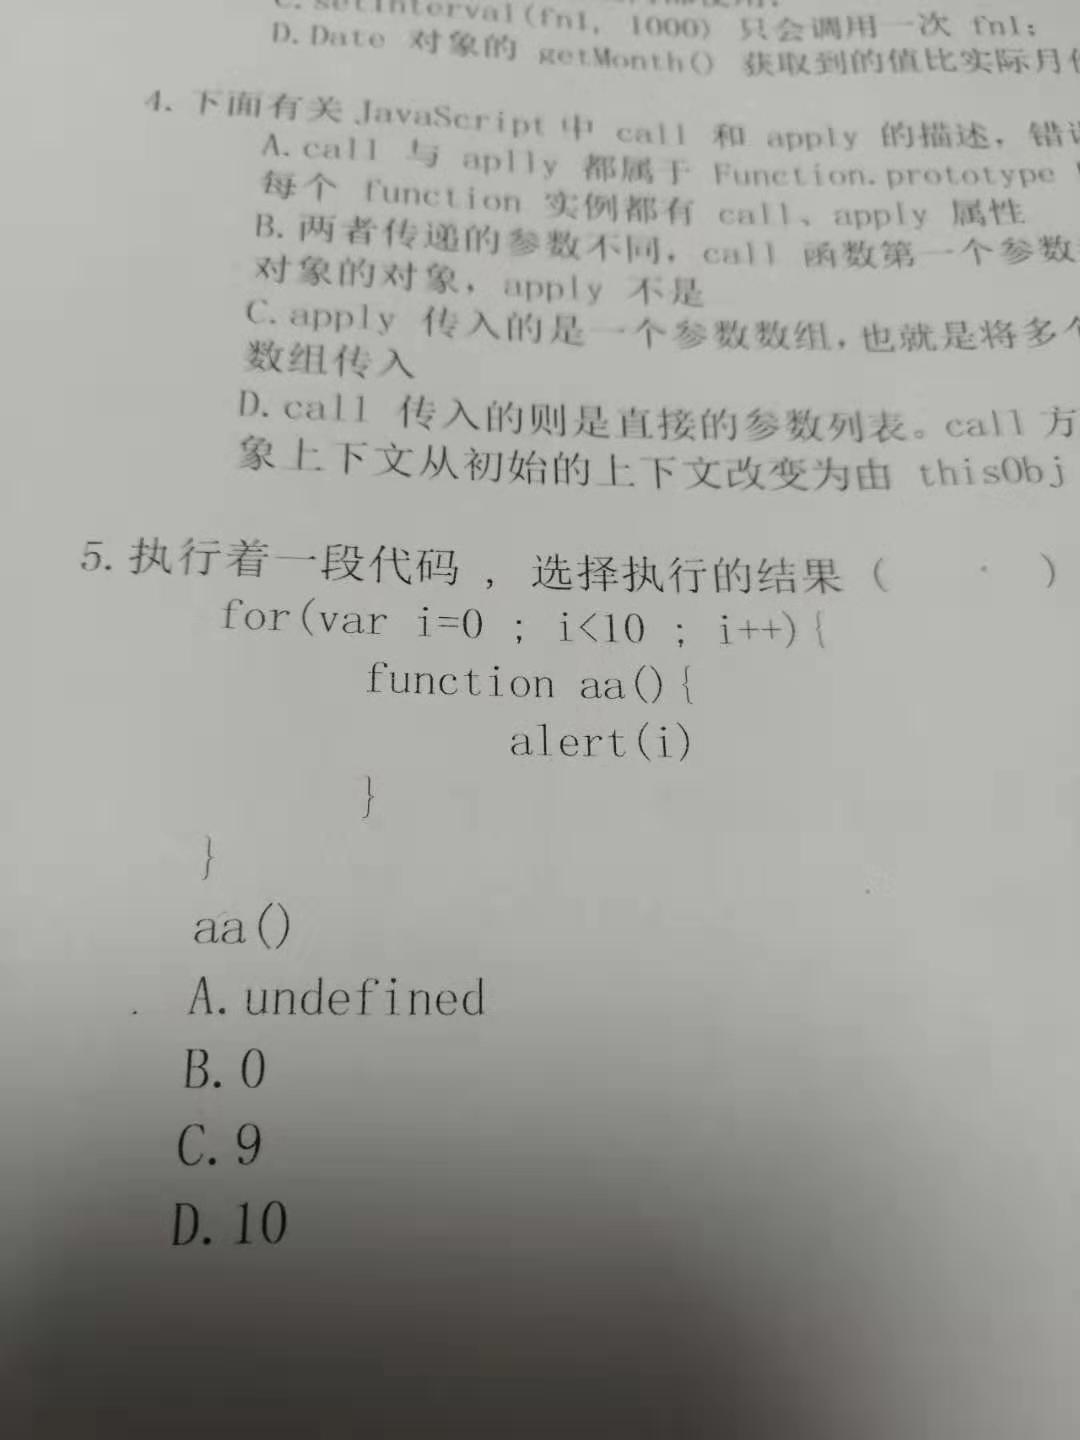 C. setInterval(fn1, 1000) 只会调用一次 fn1;
D. Date 对象的 getMonth() 获取到的值比实际月
4. 下面有关 JavaScript 中 call 和 apply 的描述，错
A. call 与 aplly 都属于 Function.prototype
每个 function 实例都有 call、apply 属性
B. 两者传递的参数不同，call 函数第一个参数
对象的对象，apply 不是
C. apply 传入的是一个参数数组，也就是将多个
数组传入
D. call 传入的则是直接的参数列表。call 方
象上下文从初始的上下文改变为由 thisObj
5. 执行着一段代码 ，选择执行的结果（ ）
for(var i=0 ; i<10 ; i++){
function aa(){
alert(i)
}
}
aa()
A. undefined
B. 0
C. 9
D. 10